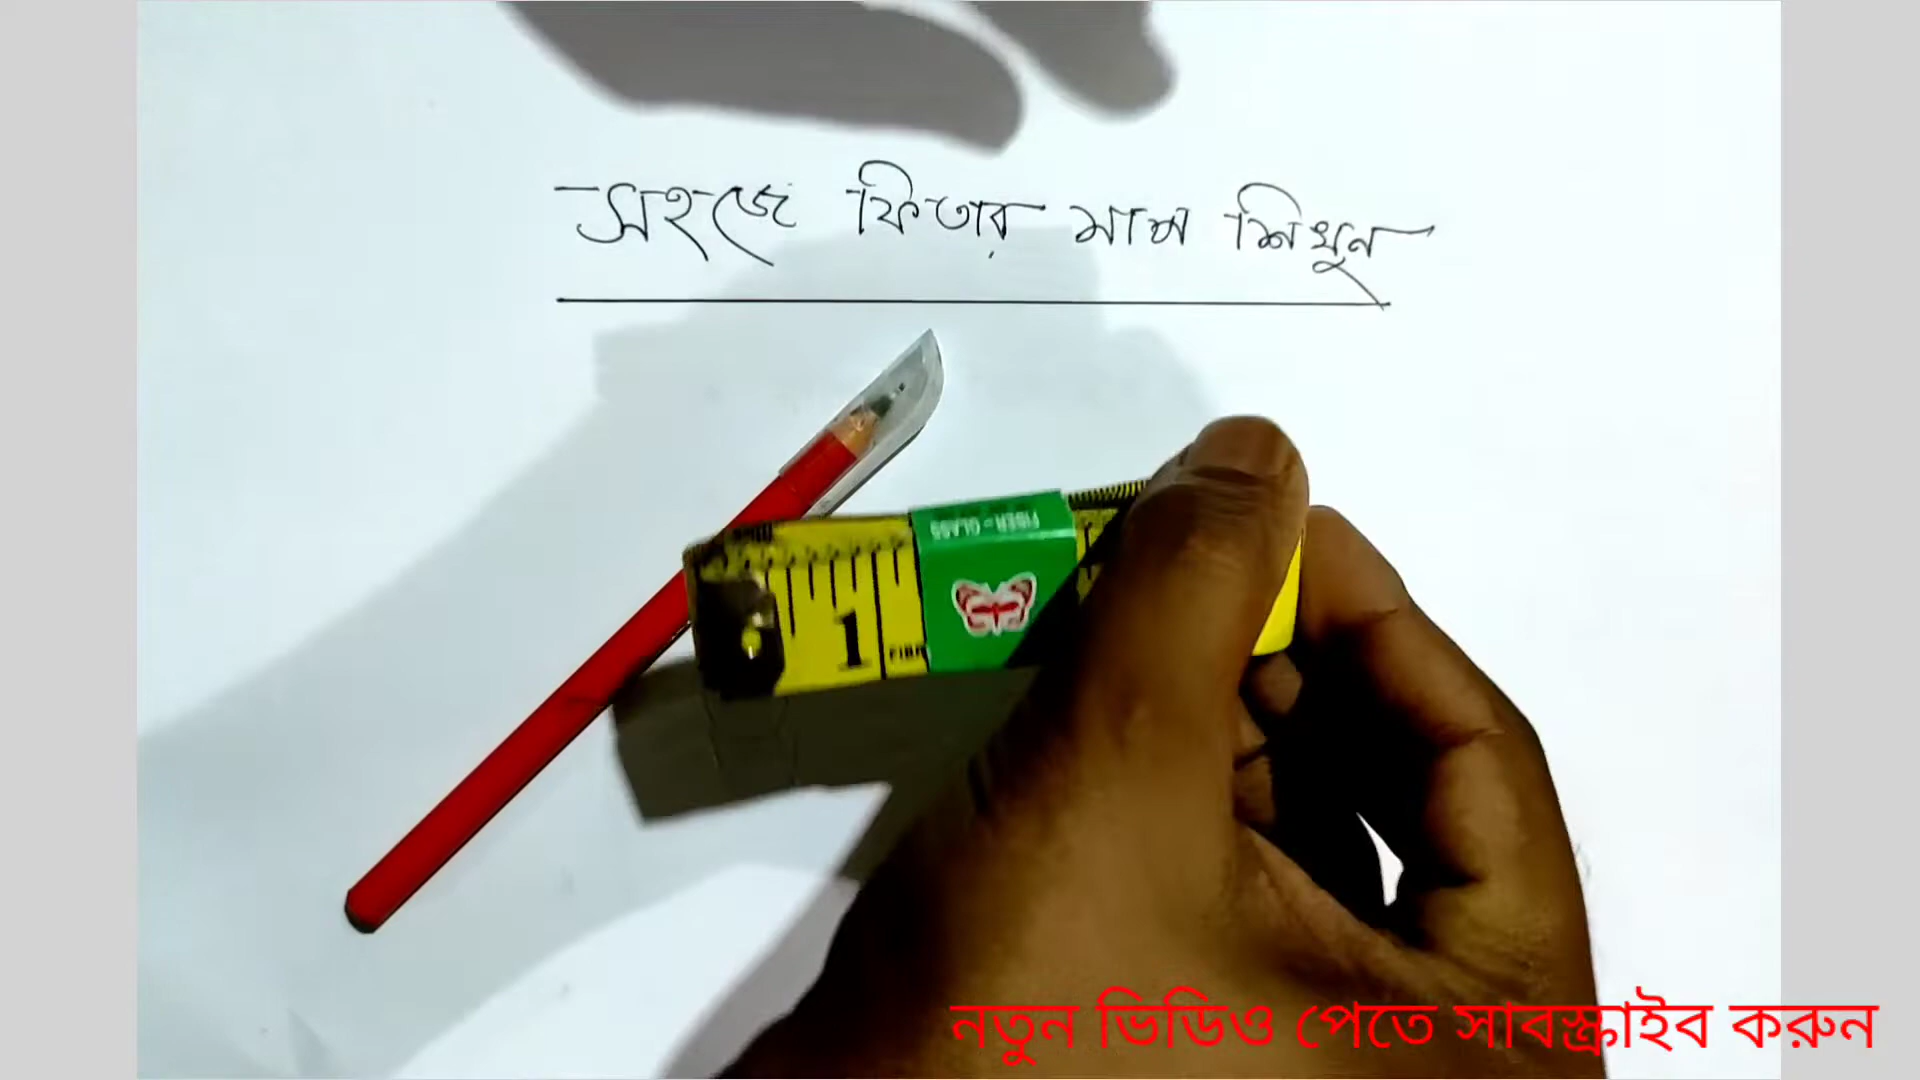 সহজে ফিতার মাপ শিখুন
FIBER-GLASS
1
নতুন ভিডিও পেতে সাবস্ক্রাইব করুন